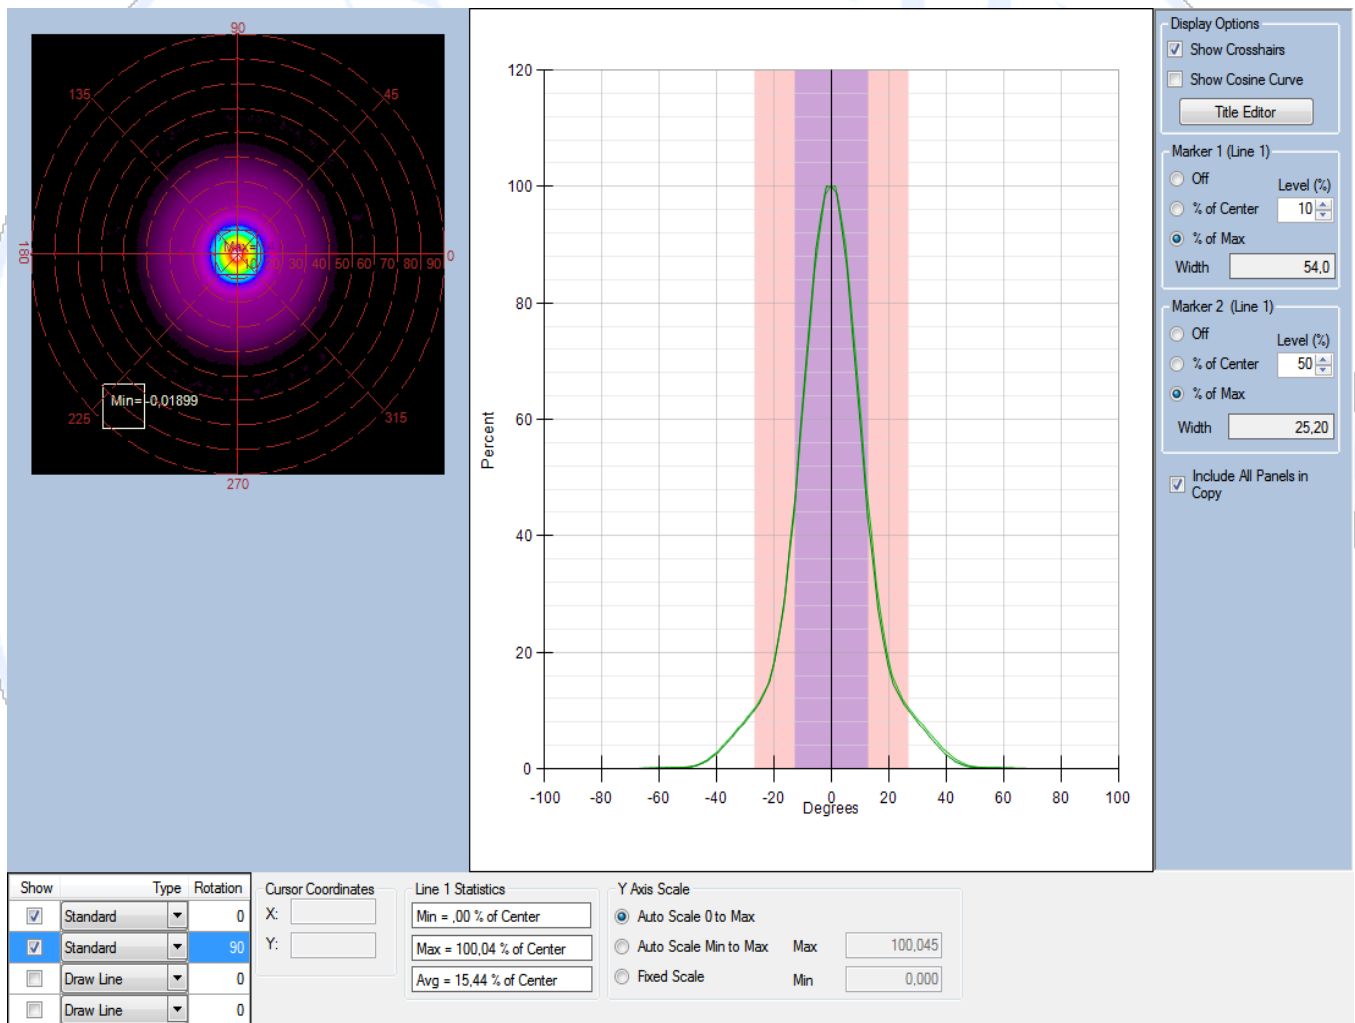 90
135
45
180
Max=
10 20 30 40 50 60 70 80 90 0
Min=-0,01899
225
315
270
120
100
80
60
40
20
0
Percent
-100 -80 -60 -40 -20 0 20 40 60 80 100
Degrees
Display Options
Show Crosshairs
Show Cosine Curve
Title Editor
Marker 1 (Line 1)
Off
Level (%)
% of Center
10
% of Max
Width
54,0
Marker 2 (Line 1)
Off
Level (%)
% of Center
50
% of Max
Width
25,20
Include All Panels in
Copy
Show Type Rotation
Standard 0
Standard 90
Draw Line 0
Draw Line 0
Cursor Coordinates
X:
Y:
Line 1 Statistics
Min = ,00 % of Center
Max = 100,04 % of Center
Avg = 15,44 % of Center
Y Axis Scale
Auto Scale 0 to Max
Auto Scale Min to Max Max 100,045
Fixed Scale Min 0,000